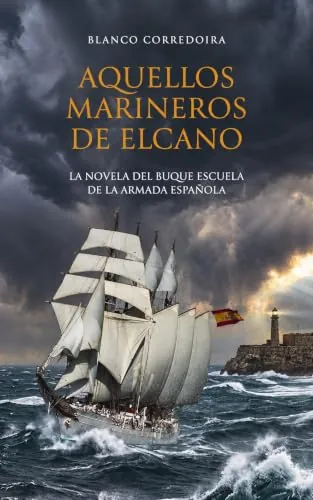 BLANCO CORREDOIRA
AQUELLOS
MARINEROS
DE ELCANO
LA NOVELA DEL BUQUE ESCUELA
DE LA ARMADA ESPAÑOLA